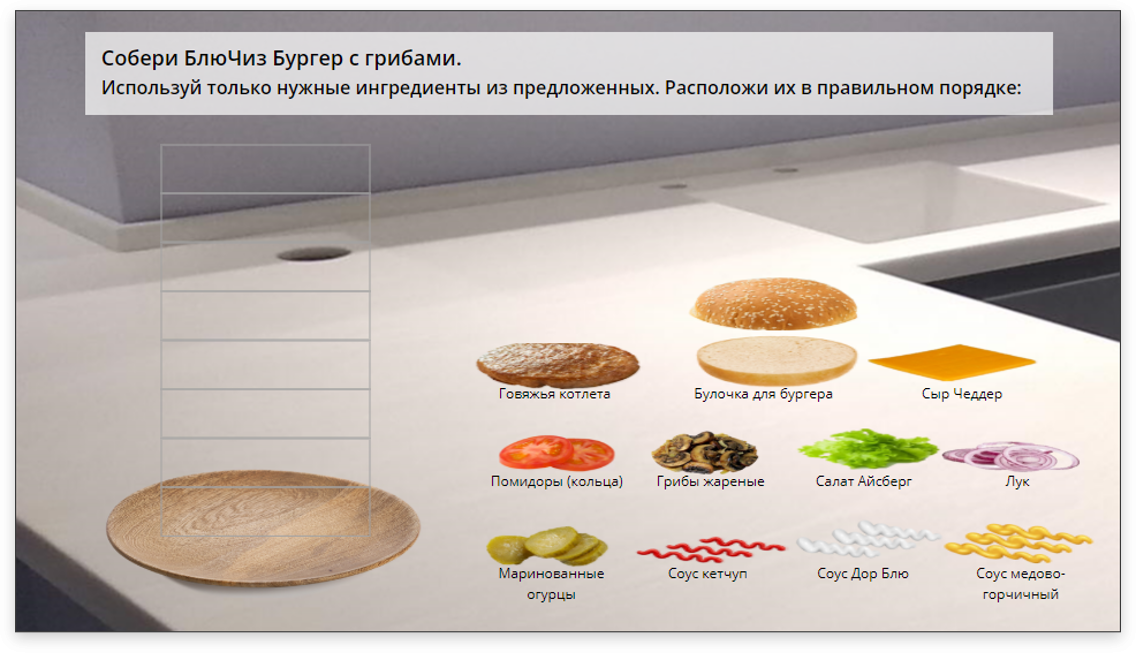 Собери БлюЧиз Бургер с грибами.
Используй только нужные ингредиенты из предложенных. Расположи их в правильном порядке:
Говяжья котлета
Булочка для бургера
Сыр Чеддер
Помидоры (кольца)
Грибы жареные
Салат Айсберг
Лук
Маринованные
огурцы
Соус кетчуп
Соус Дор Блю
Соус медово-
горчичный